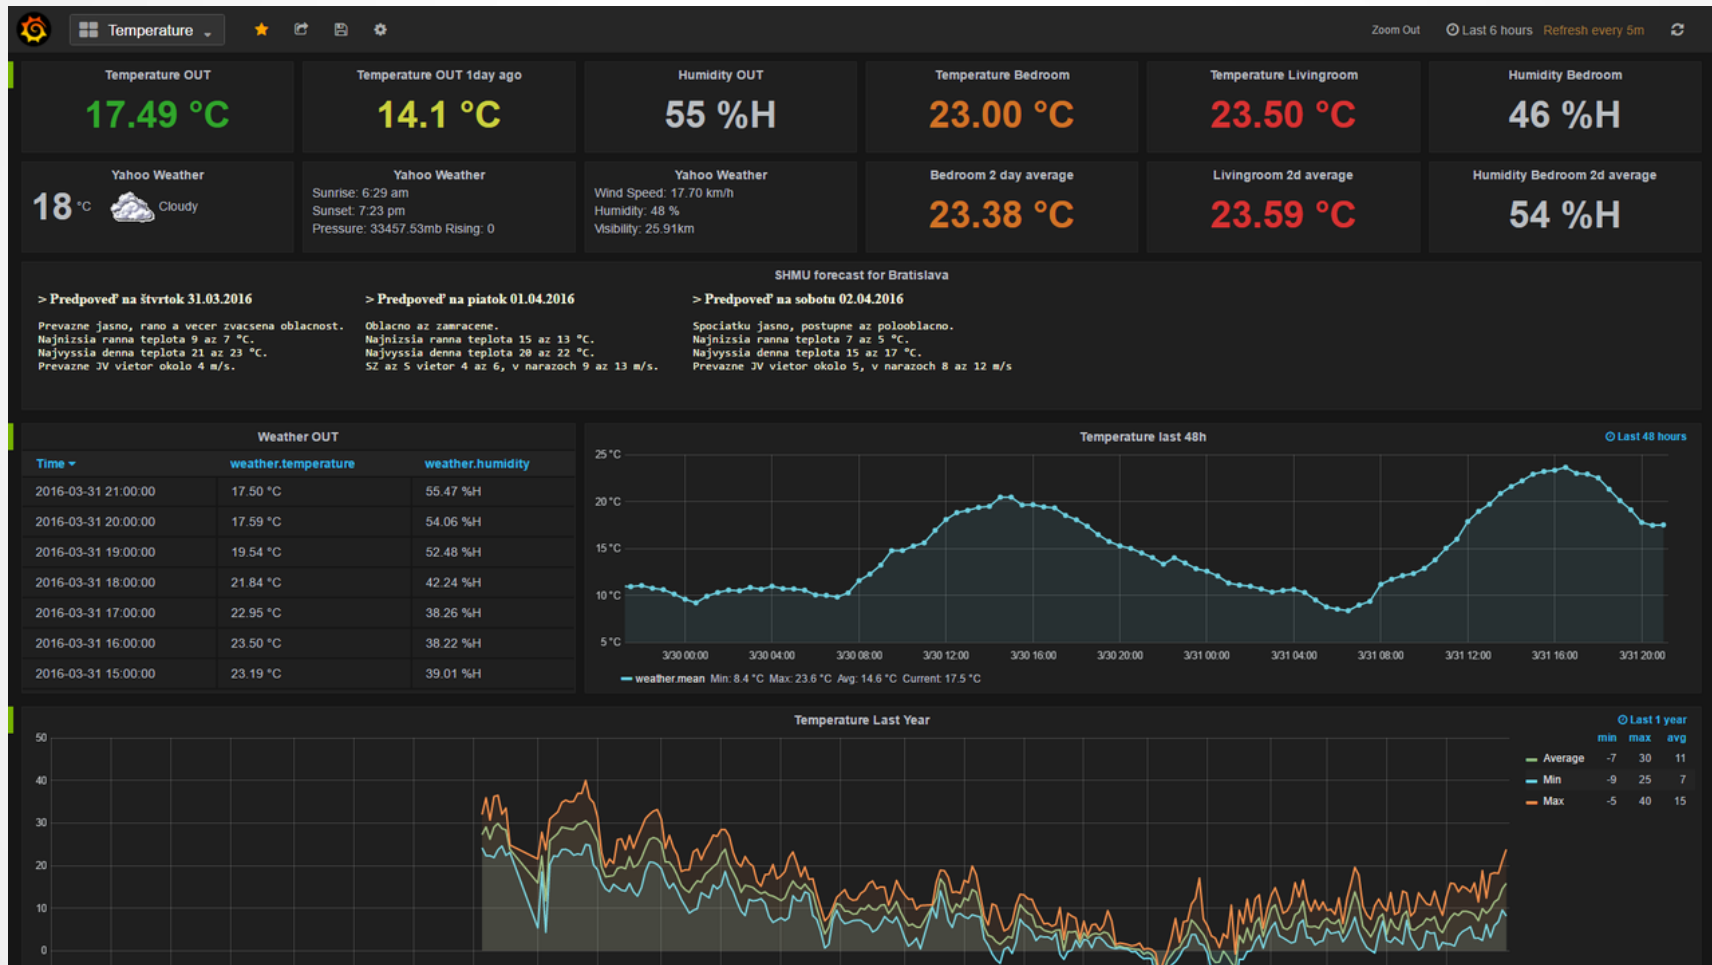 Temperature
Zoom Out
Last 6 hours
Refresh every 5m
Temperature OUT
17.49 °C
Temperature OUT 1day ago
14.1 °C
Humidity OUT
55 %H
Temperature Bedroom
23.00 °C
Temperature Livingroom
23.50 °C
Humidity Bedroom
46 %H
Yahoo Weather
18 °C
Cloudy
Yahoo Weather
Sunrise: 6:29 am
Sunset: 7:23 pm
Pressure: 33457.53mb Rising: 0
Yahoo Weather
Wind Speed: 17.70 km/h
Humidity: 48 %
Visibility: 25.91km
Bedroom 2 day average
23.38 °C
Livingroom 2d average
23.59 °C
Humidity Bedroom 2d average
54 %H
SHMU forecast for Bratislava
> Predpoveď na štvrtok 31.03.2016
Prevazne jasno, rano a vecer zvacsena oblacnost.
Najnizsia ranna teplota 9 az 7 °C.
Najvyssia denna teplota 21 az 23 °C.
Prevazne JV vietor okolo 4 m/s.
> Predpoveď na piatok 01.04.2016
Oblacno az zamracene.
Najnizsia ranna teplota 15 az 13 °C.
Najvyssia denna teplota 20 az 22 °C.
SZ az S vietor 4 az 6, v narazoch 9 az 13 m/s.
> Predpoveď na sobotu 02.04.2016
Spociatku jasno, postupne az polooblacno.
Najnizsia ranna teplota 7 az 5 °C.
Najvyssia denna teplota 15 az 17 °C.
Prevazne JV vietor okolo 5, v narazoch 8 az 12 m/s
Weather OUT
Time weather.temperature weather.humidity
2016-03-31 21:00:00 17.50 °C 55.47 %H
2016-03-31 20:00:00 17.59 °C 54.06 %H
2016-03-31 19:00:00 19.54 °C 52.48 %H
2016-03-31 18:00:00 21.84 °C 42.24 %H
2016-03-31 17:00:00 22.95 °C 38.26 %H
2016-03-31 16:00:00 23.50 °C 38.22 %H
2016-03-31 15:00:00 23.19 °C 39.01 %H
Temperature last 48h
Last 48 hours
25 °C
20 °C
15 °C
10 °C
5 °C
3/30 00:00 3/30 04:00 3/30 08:00 3/30 12:00 3/30 16:00 3/30 20:00 3/31 00:00 3/31 04:00 3/31 08:00 3/31 12:00 3/31 16:00 3/31 20:00
weather.mean Min: 8.4 °C Max: 23.6 °C Avg: 14.6 °C Current: 17.5 °C
Temperature Last Year
Last 1 year
50
40
30
20
10
0
min max avg
Average -7 30 11
Min -9 25 7
Max -5 40 15